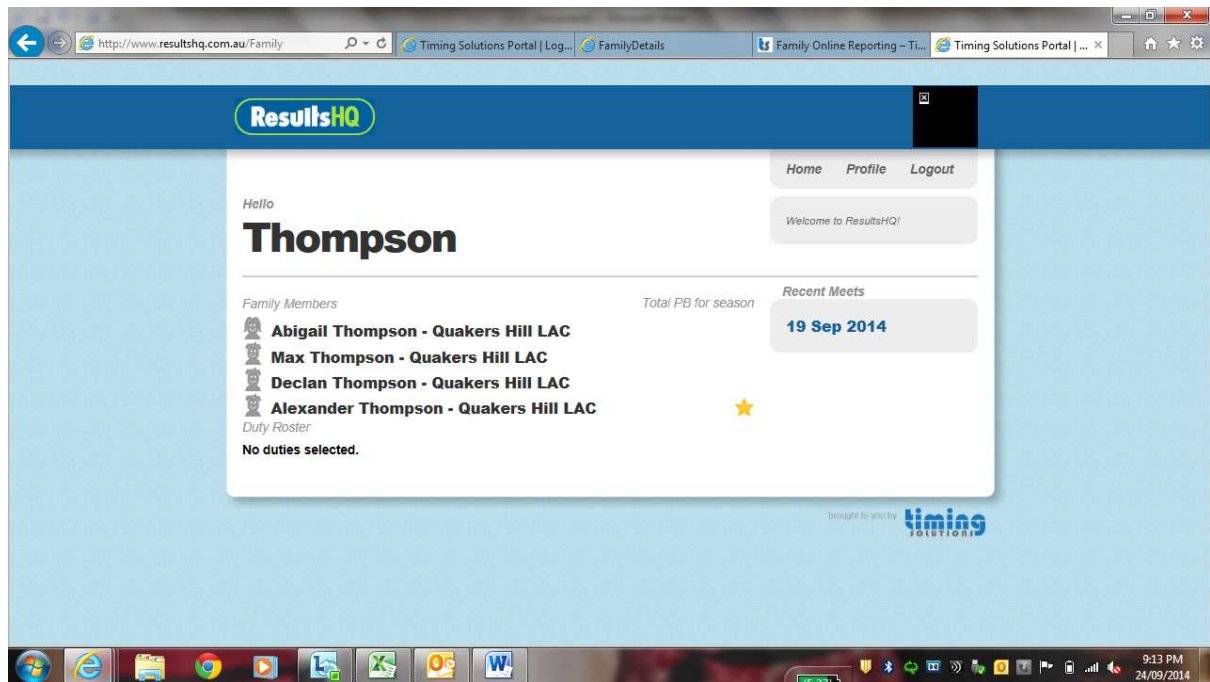 http://www.resultshq.com.au/Family
Timing Solutions Portal | Log...
FamilyDetails
Family Online Reporting – Ti...
Timing Solutions Portal | ...
ResultsHQ
Home Profile Logout
Hello
Thompson
Welcome to ResultsHQ!
Family Members Total PB for season
Abigail Thompson - Quakers Hill LAC
Max Thompson - Quakers Hill LAC
Declan Thompson - Quakers Hill LAC
Alexander Thompson - Quakers Hill LAC
Duty Roster
No duties selected.
Recent Meets
19 Sep 2014
brought to you by timing SOLUTIONS
9:13 PM
24/09/2014